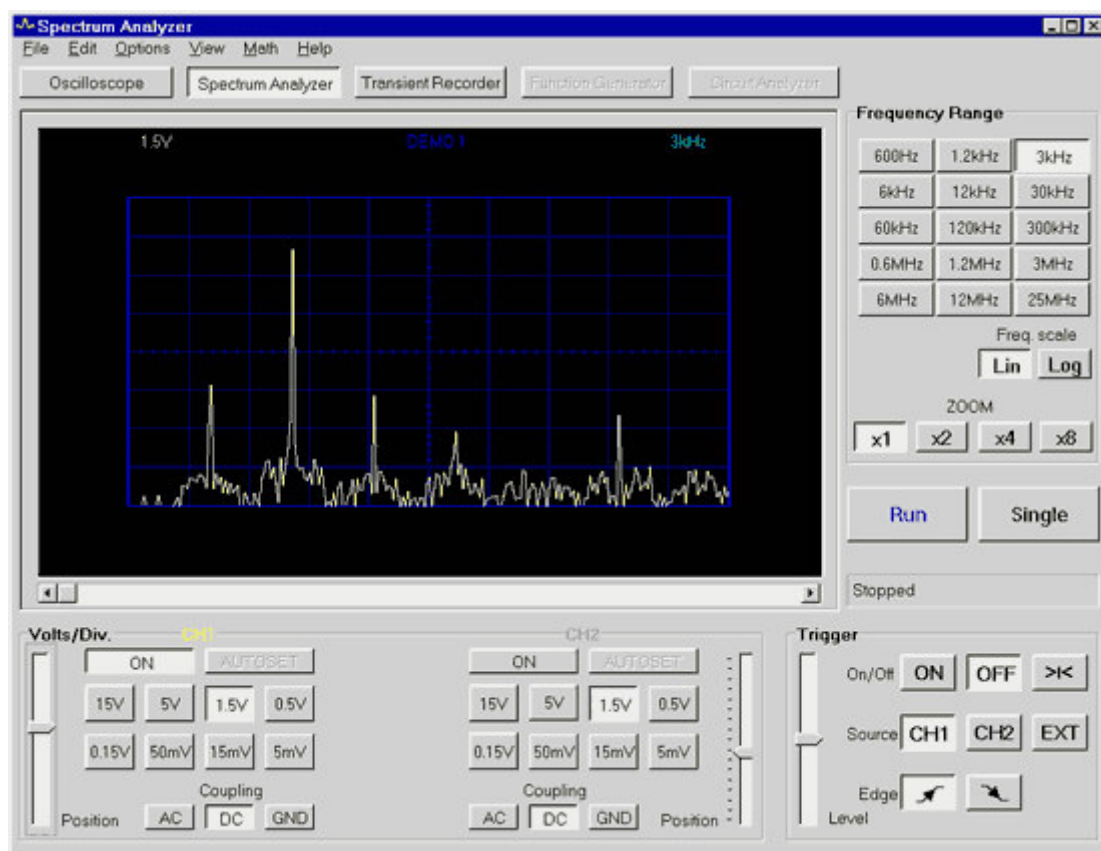 Spectrum Analyzer
File Edit Options View Math Help
Oscilloscope Spectrum Analyzer Transient Recorder Function Generator Circuit Analyzer
1.5V DEMO 1 3kHz
Frequency Range
600Hz 1.2kHz 3kHz
6kHz 12kHz 30kHz
60kHz 120kHz 300kHz
0.6MHz 1.2MHz 3MHz
6MHz 12MHz 25MHz
Freq. scale
Lin Log
ZOOM
x1 x2 x4 x8
Run Single
Stopped
Volts/Div. CH1 CH2
ON AUTOSET ON AUTOSET
15V 5V 1.5V 0.5V 15V 5V 1.5V 0.5V
0.15V 50mV 15mV 5mV 0.15V 50mV 15mV 5mV
Coupling Coupling
Position AC DC GND AC DC GND Position
Trigger
On/Off ON OFF >I<
Source CH1 CH2 EXT
Edge
Level